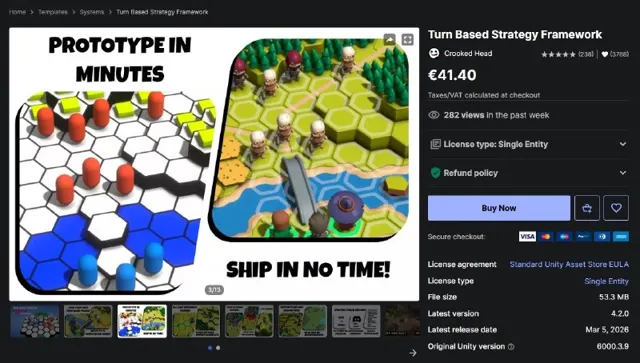 Home > Templates > Systems > Turn Based Strategy Framework
PROTOTYPE IN
MINUTES
SHIP IN NO TIME!
3/13
Turn Based Strategy Framework
Crooked Head
(238) | (3788)
€41.40
Taxes/VAT calculated at checkout
282 views in the past week
License type: Single Entity
Refund policy
Buy Now
Secure checkout:
VISA
License agreement Standard Unity Asset Store EULA
License type Single Entity
File size 53.3 MB
Latest version 4.2.0
Latest release date Mar 5, 2026
Original Unity version 6000.3.9